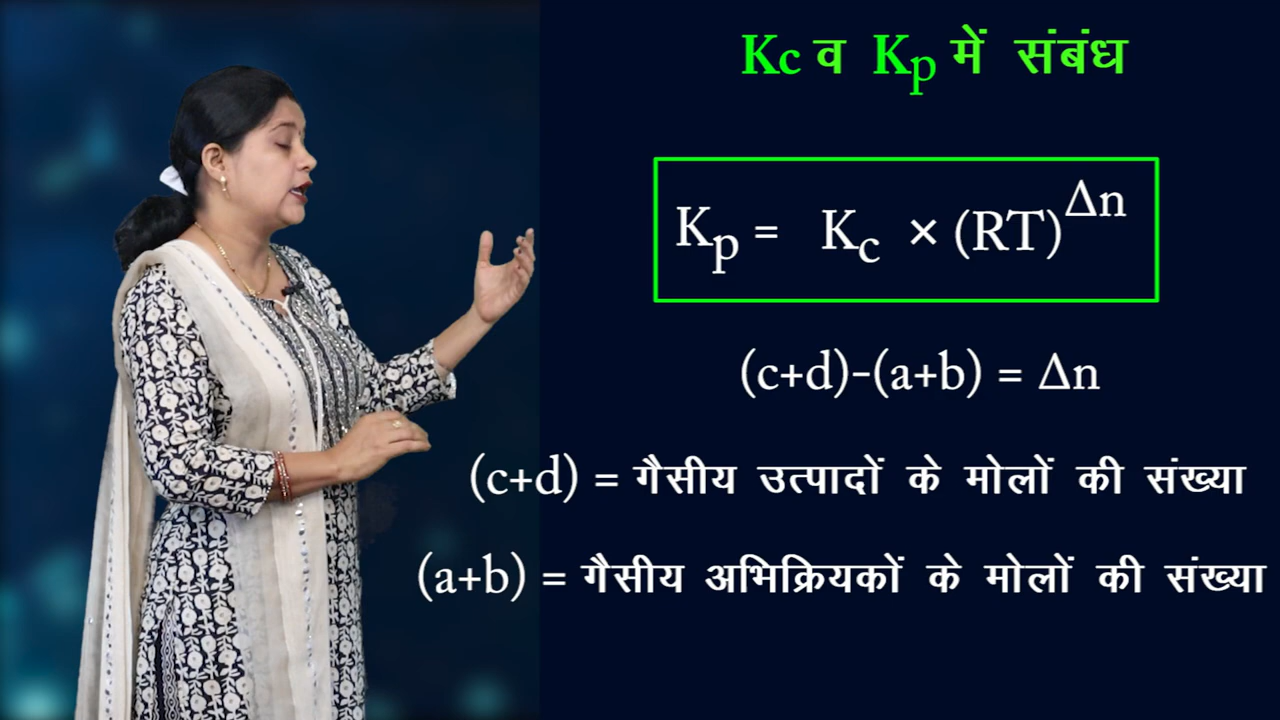 Kc व Kp में संबंध
Kp = Kc × (RT)^Δn
(c+d)-(a+b) = Δn
(c+d) = गैसीय उत्पादों के मोलों की संख्या
(a+b) = गैसीय अभिक्रियकों के मोलों की संख्या